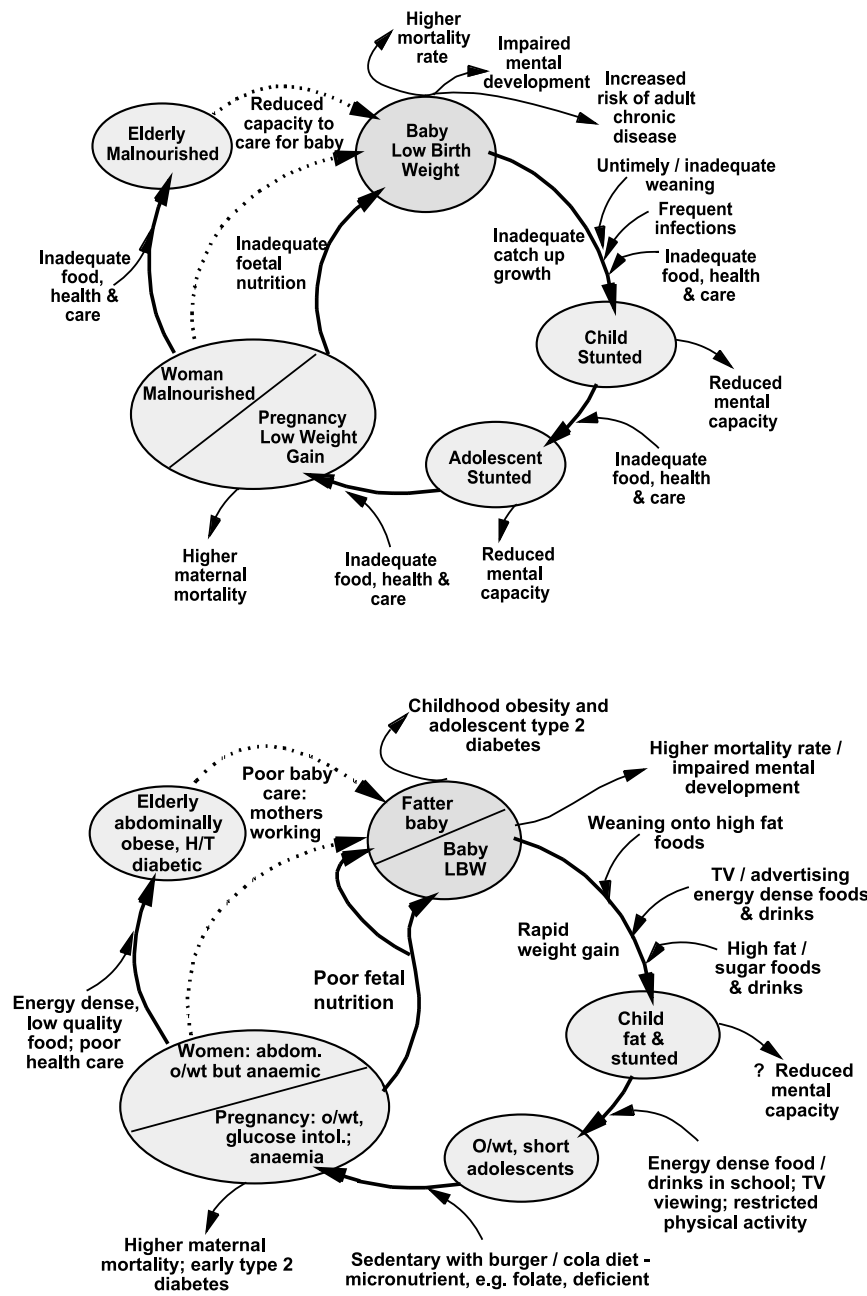 Higher
mortality
rate
Impaired
mental
development
Increased
risk of adult
chronic
disease
Reduced
capacity to
care for baby
Elderly
Malnourished
Baby
Low Birth
Weight
Untimely / inadequate
weaning
Frequent
infections
Inadequate
food, health
& care
Inadequate
catch up
growth
Inadequate
foetal
nutrition
Inadequate
food,
health &
care
Child
Stunted
Woman
Malnourished
Pregnancy
Low Weight
Gain
Reduced
mental
capacity
Adolescent
Stunted
Inadequate
food, health
& care
Higher
maternal
mortality
Inadequate
food, health &
care
Reduced
mental
capacity
Childhood obesity and
adolescent type 2
diabetes
Higher mortality rate /
impaired mental
development
Poor baby
care:
mothers
working
Elderly
abdominally
obese, H/T
diabetic
Fatter
baby
Baby
LBW
Weaning onto high fat
foods
TV / advertising
energy dense foods
& drinks
Rapid
weight gain
High fat /
sugar foods
& drinks
Poor fetal
nutrition
Energy dense,
low quality
food; poor
health care
Child
fat &
stunted
Women: abdom.
o/wt but anaemic
Pregnancy: o/wt,
glucose intol.;
anaemia
? Reduced
mental
capacity
O/wt, short
adolescents
Energy dense food /
drinks in school; TV
viewing; restricted
physical activity
Higher maternal
mortality; early type 2
diabetes
Sedentary with burger / cola diet -
micronutrient, e.g. folate, deficient